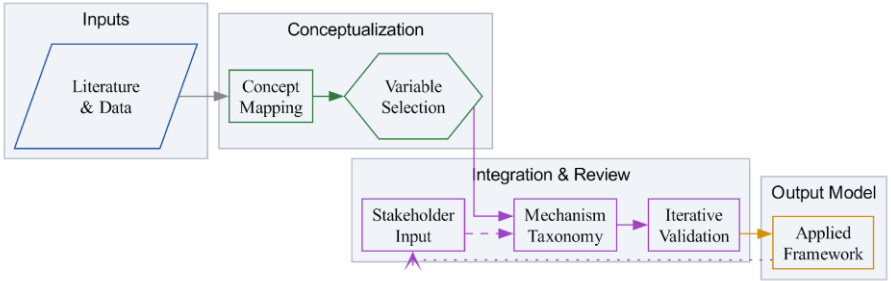 Inputs
Literature
& Data
Conceptualization
Concept
Mapping
Variable
Selection
Integration & Review
Stakeholder
Input
Mechanism
Taxonomy
Iterative
Validation
Output Model
Applied
Framework